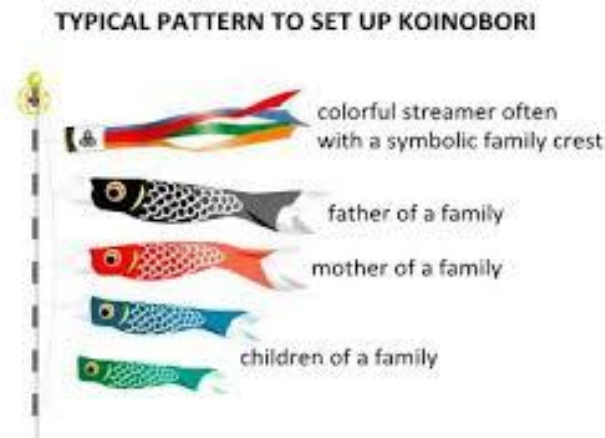 TYPICAL PATTERN TO SET UP KOINOBORI
colorful streamer often
with a symbolic family crest
father of a family
mother of a family
children of a family